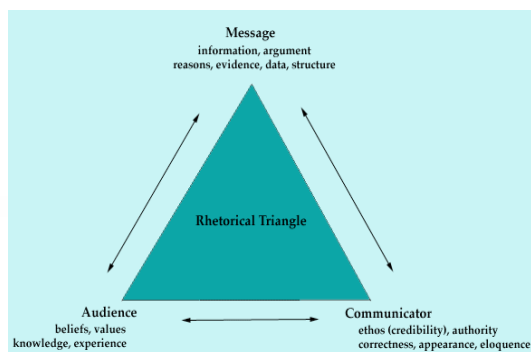 Message
information, argument
reasons, evidence, data, structure
Rhetorical Triangle
Audience
beliefs, values
knowledge, experience
Communicator
ethos (credibility), authority
correctness, appearance, eloquence